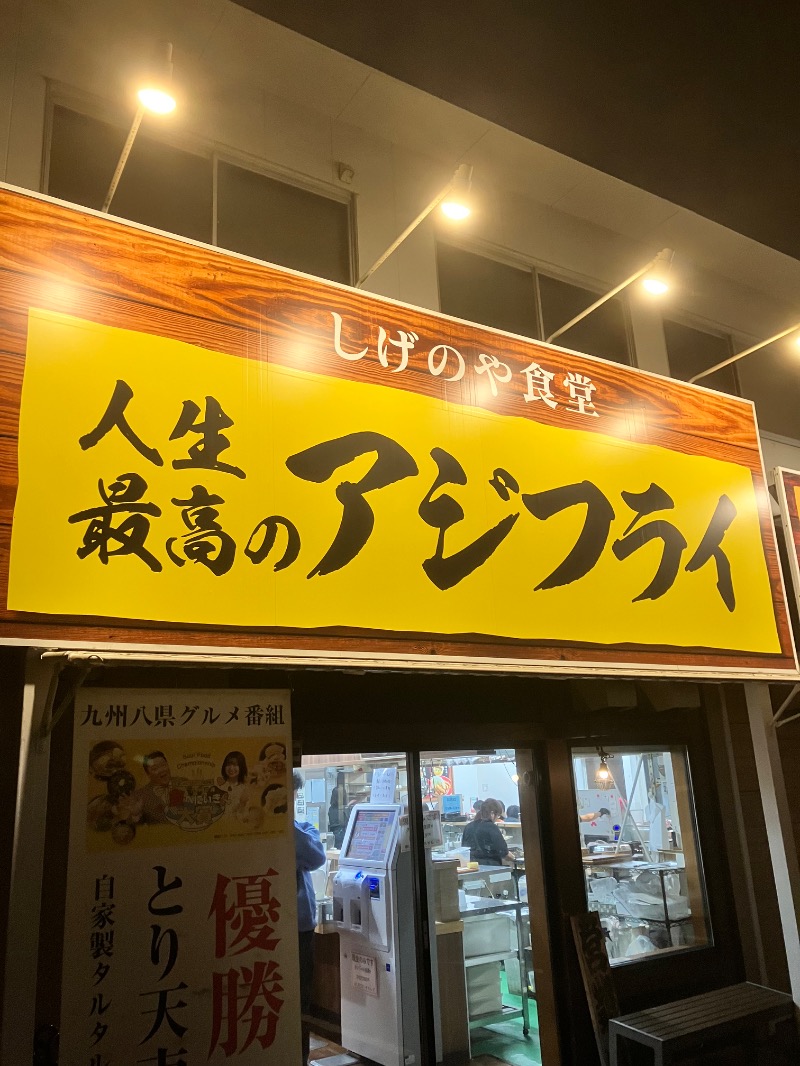 しげのや食堂
人生
最高のアジフライ
九州八県グルメ番組
優勝
とり天
自家製タルタル